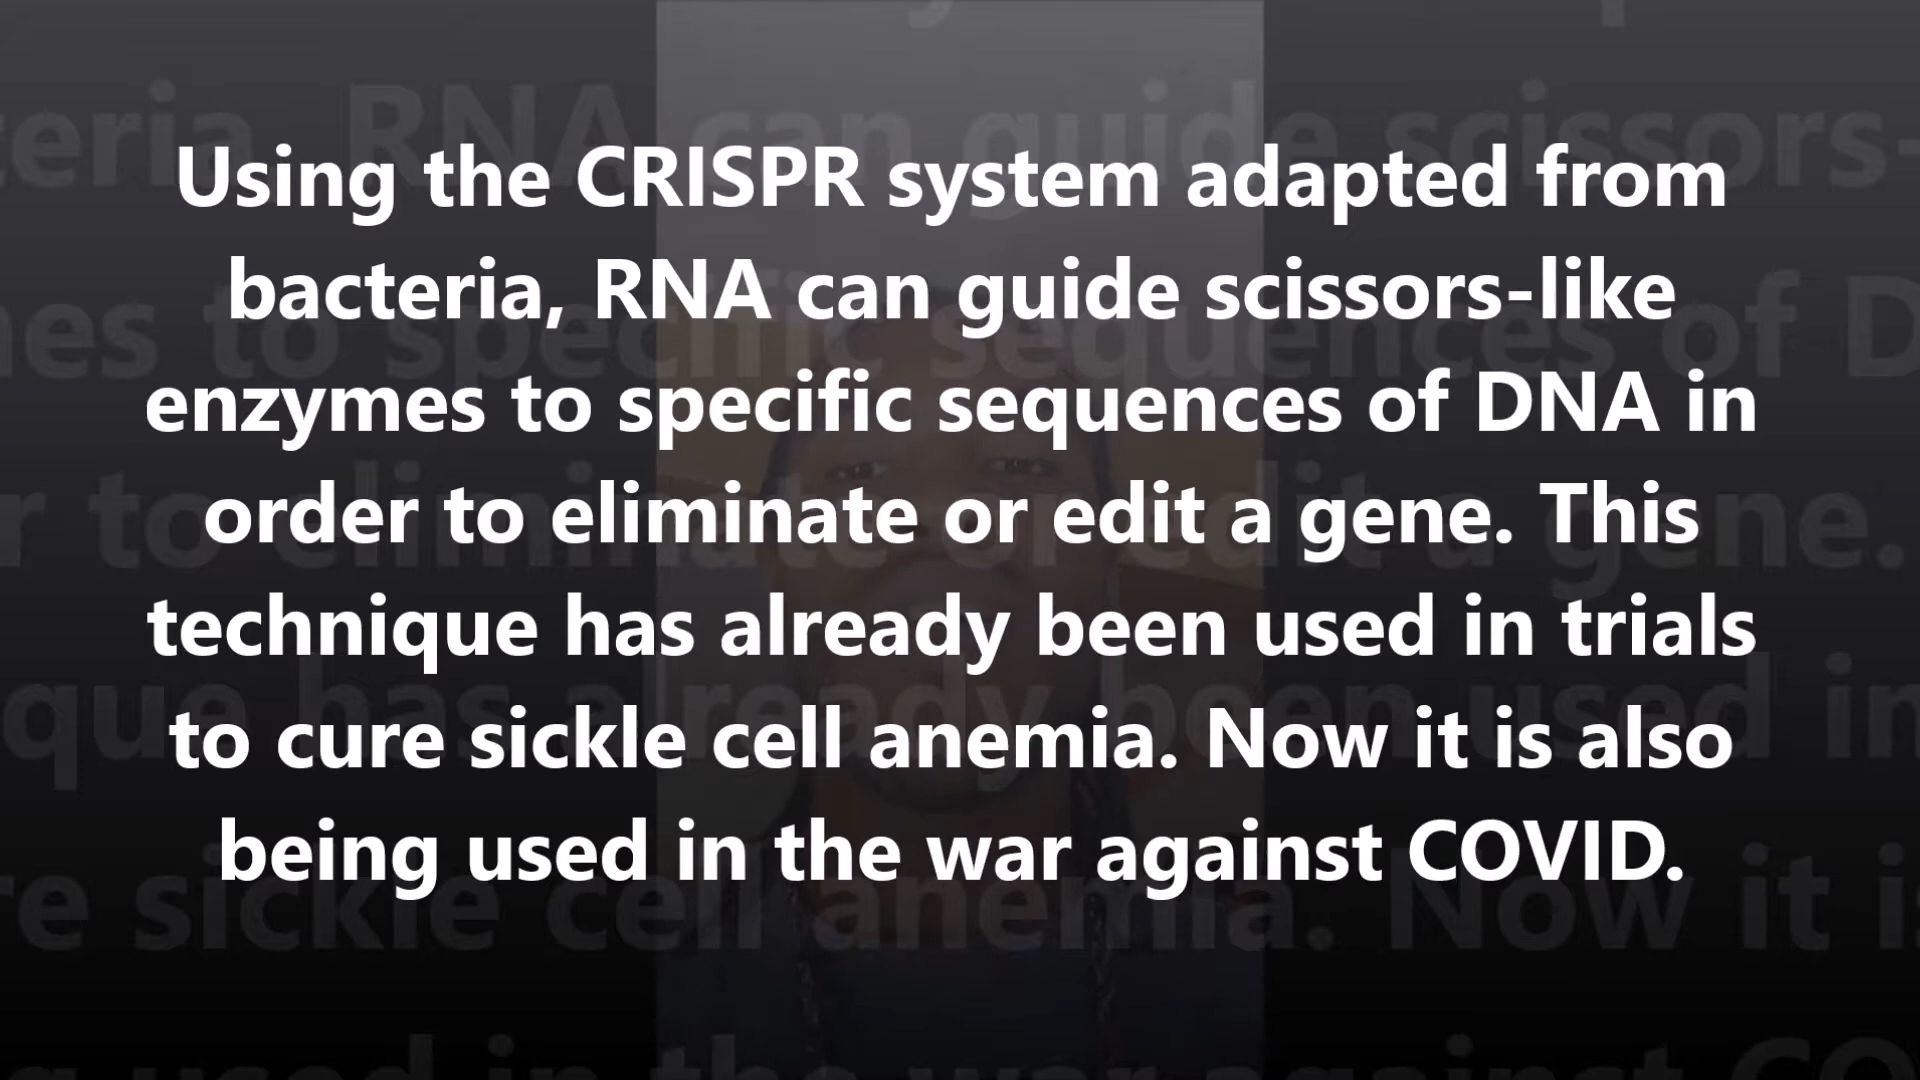 Using the CRISPR system adapted from
bacteria, RNA can guide scissors-like
enzymes to specific sequences of DNA in
order to eliminate or edit a gene. This
technique has already been used in trials
to cure sickle cell anemia. Now it is also
being used in the war against COVID.